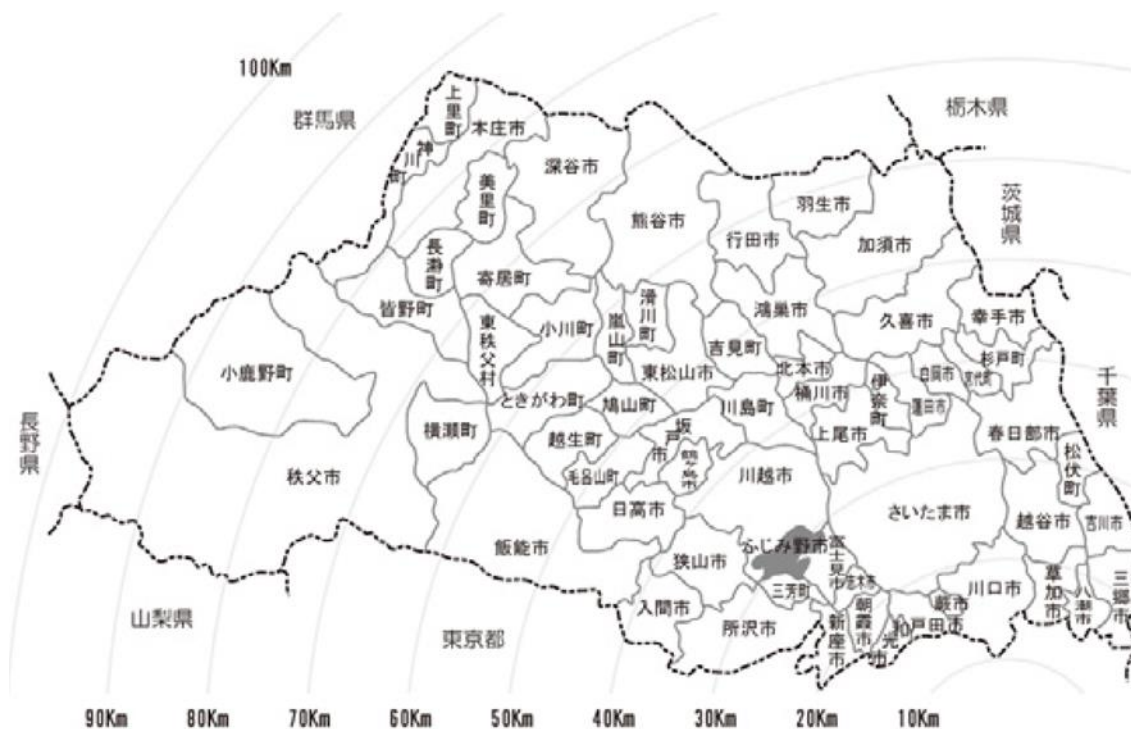 100Km
群馬県
栃木県
茨城県
千葉県
長野県
山梨県
東京都
上里町
本庄市
神川町
美里町
深谷市
熊谷市
行田市
羽生市
加須市
長瀞町
皆野町
寄居町
小川町
嵐山町
滑川町
東松山市
吉見町
鴻巣市
北本市
桶川市
久喜市
幸手市
杉戸町
宮代町
白岡市
蓮田市
伊奈町
上尾市
春日部市
松伏町
小鹿野町
秩父市
横瀬町
東秩父村
ときがわ町
鳩山町
越生町
毛呂山町
坂戸市
鶴ヶ島市
川島町
川越市
日高市
飯能市
狭山市
入間市
所沢市
ふじみ野市
三芳町
富士見市
志木市
新座市
朝霞市
和光市
さいたま市
戸田市
蕨市
川口市
越谷市
草加市
八潮市
吉川市
三郷市
90Km
80Km
70Km
60Km
50Km
40Km
30Km
20Km
10Km